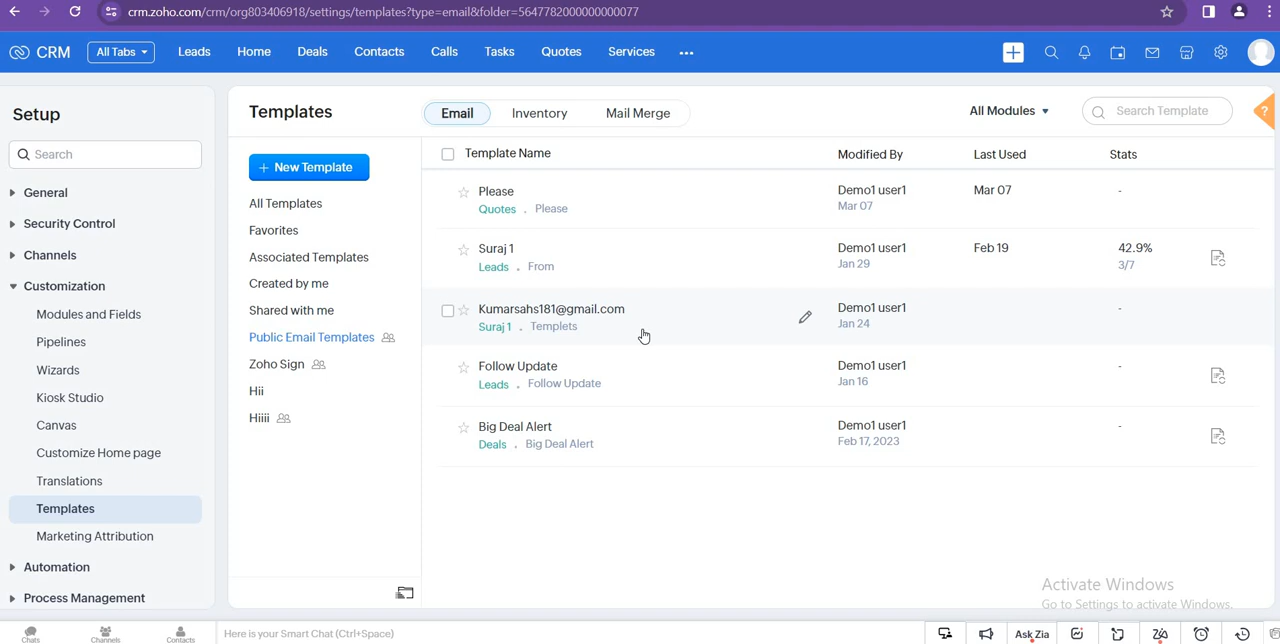 crm.zoho.com/crm/org803406918/settings/templates?type=email&folder=5647782000000000077
CRM All Tabs Leads Home Deals Contacts Calls Tasks Quotes Services
Setup
Search
General
Security Control
Channels
Customization
Modules and Fields
Pipelines
Wizards
Kiosk Studio
Canvas
Customize Home page
Translations
Templates
Marketing Attribution
Automation
Process Management
Templates
Email Inventory Mail Merge
All Modules
Search Template
?
+ New Template
All Templates
Favorites
Associated Templates
Created by me
Shared with me
Public Email Templates
Zoho Sign
Hii
Hiiii
Template Name Modified By Last Used Stats
Please Demo1 user1 Mar 07 -
Quotes . Please Mar 07
Suraj 1 Demo1 user1 Feb 19 42.9%
Leads . From Jan 29 3/7
Kumarsahs181@gmail.com Demo1 user1 -
Suraj 1 . Templets Jan 24
Follow Update Demo1 user1 -
Leads . Follow Update Jan 16
Big Deal Alert Demo1 user1 -
Deals . Big Deal Alert Feb 17, 2023
Activate Windows
Go to Settings to activate Windows.
Chats Channels Contacts
Here is your Smart Chat (Ctrl+Space)
Ask Zia